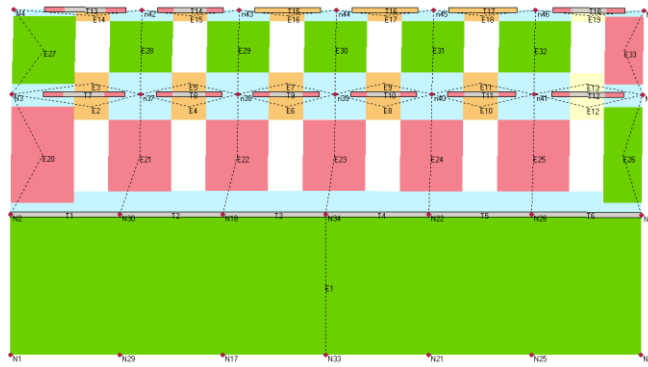 T13 n42 T14 n43 T15 n44 T16 n45 T17 n46 T18
E14 E15 E16 E17 E18 E19
E27 E28 E29 E30 E31 E32 E33
E3 E5 E7 E9 E11 E13
N3 T7 n37 T8 n38 T9 n39 T10 n40 T11 n41 T12 N
E2 E4 E6 E8 E10 E12
E20 E21 E22 E23 E24 E25 E26
N2 T1 N30 T2 N18 T3 N34 T4 N22 T5 N26 T6 N
E1
N1 N29 N17 N33 N21 N25 N